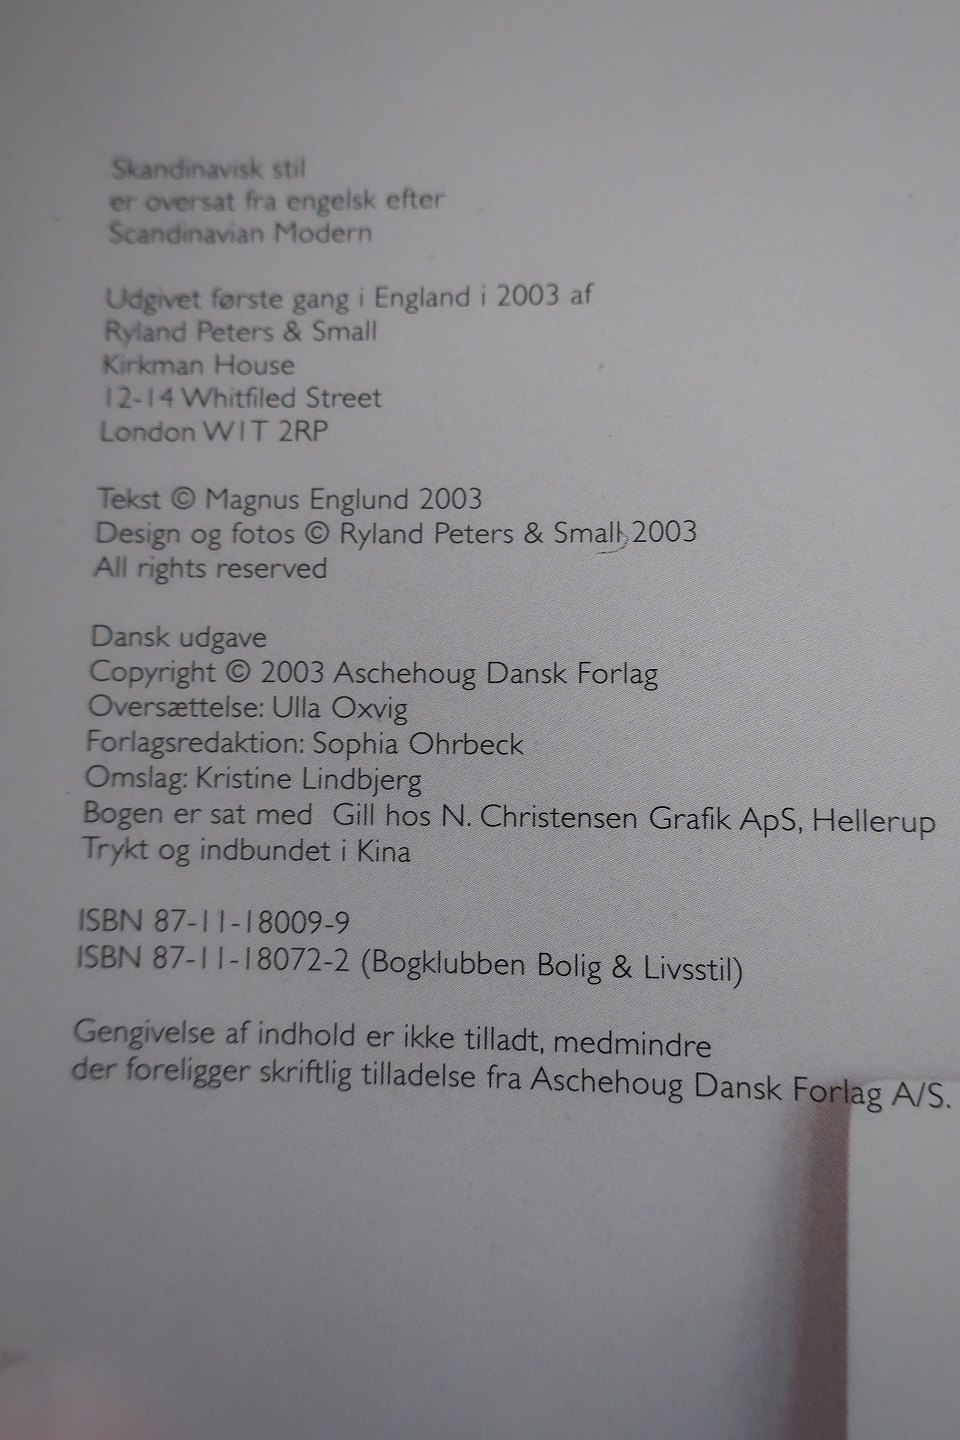 Skandinavisk stil
er oversat fra engelsk efter
Scandinavian Modern
Udgivet første gang i England i 2003 af
Ryland Peters & Small
Kirkman House
12-14 Whitfiled Street
London W1T 2RP
Tekst © Magnus Englund 2003
Design og fotos © Ryland Peters & Small, 2003
All rights reserved
Dansk udgave
Copyright © 2003 Aschehoug Dansk Forlag
Oversættelse: Ulla Oxvig
Forlagsredaktion: Sophia Ohrbeck
Omslag: Kristine Lindbjerg
Bogen er sat med  Gill hos N. Christensen Grafik ApS, Hellerup
Trykt og indbundet i Kina
ISBN 87-11-18009-9
ISBN 87-11-18072-2 (Bogklubben Bolig & Livsstil)
Gengivelse af indhold er ikke tilladt, medmindre
der foreligger skriftlig tilladelse fra Aschehoug Dansk Forlag A/S.